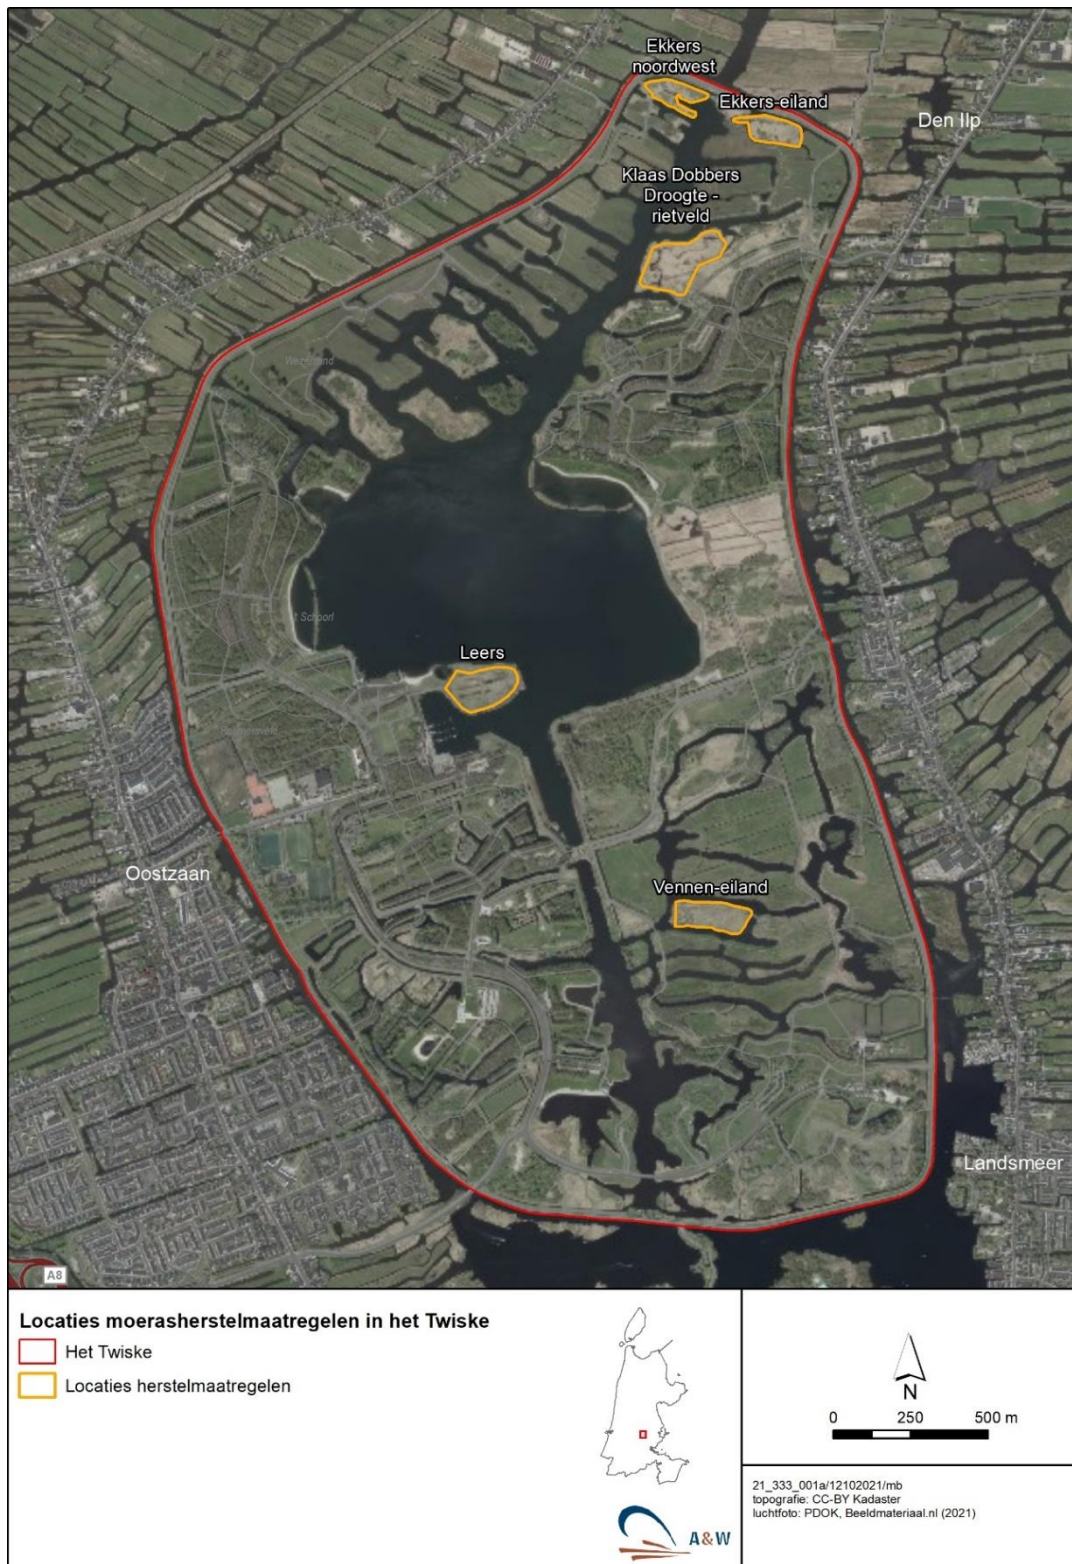 Ekkers
noordwest
Ekkers-eiland
Den Ilp
Klaas Dobbers
Droogte -
rietveld
Leers
Oostzaan
Vennen-eiland
Landsmeer
A8
Locaties moerasherstelmaatregelen in het Twiske
Het Twiske
Locaties herstelmaatregelen
N
0 250 500 m
21_333_001a/12102021/mb
topografie: CC-BY Kadaster
luchtfoto: PDOK, Beeldmateriaal.nl (2021)
A&W